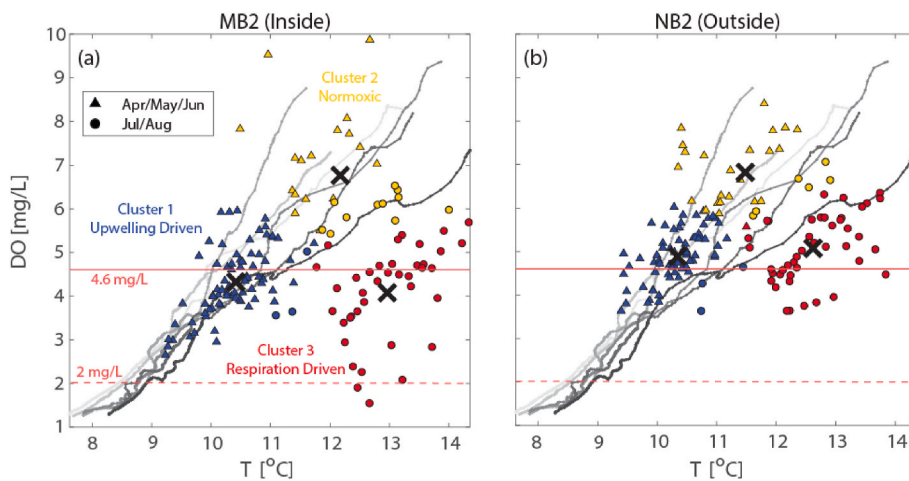 MB2 (Inside)
NB2 (Outside)
(a)
Cluster 2
Normoxic
Apr/May/Jun
Jul/Aug
Cluster 1
Upwelling Driven
4.6 mg/L
Cluster 3
Respiration Driven
2 mg/L
DO [mg/L]
10
9
8
7
6
5
4
3
2
1
8 9 10 11 12 13 14
T [°C]
(b)
8 9 10 11 12 13 14
T [°C]